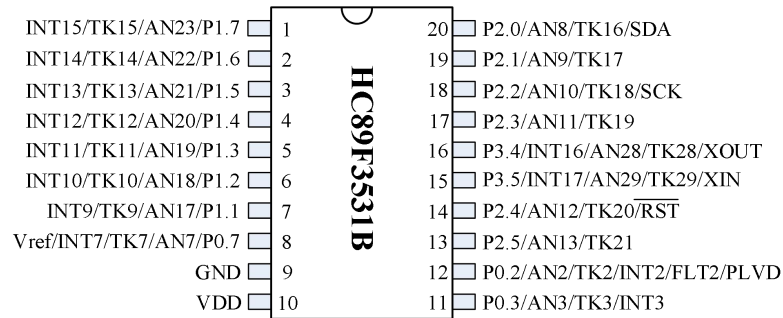 INT15/TK15/AN23/P1.7 1 20 P2.0/AN8/TK16/SDA
INT14/TK14/AN22/P1.6 2 19 P2.1/AN9/TK17
INT13/TK13/AN21/P1.5 3 18 P2.2/AN10/TK18/SCK
INT12/TK12/AN20/P1.4 4 17 P2.3/AN11/TK19
INT11/TK11/AN19/P1.3 5 16 P3.4/INT16/AN28/TK28/XOUT
INT10/TK10/AN18/P1.2 6 15 P3.5/INT17/AN29/TK29/XIN
INT9/TK9/AN17/P1.1 7 14 P2.4/AN12/TK20/RST
Vref/INT7/TK7/AN7/P0.7 8 13 P2.5/AN13/TK21
GND 9 12 P0.2/AN2/TK2/INT2/FLT2/PLVD
VDD 10 11 P0.3/AN3/TK3/INT3
HC89F3531B